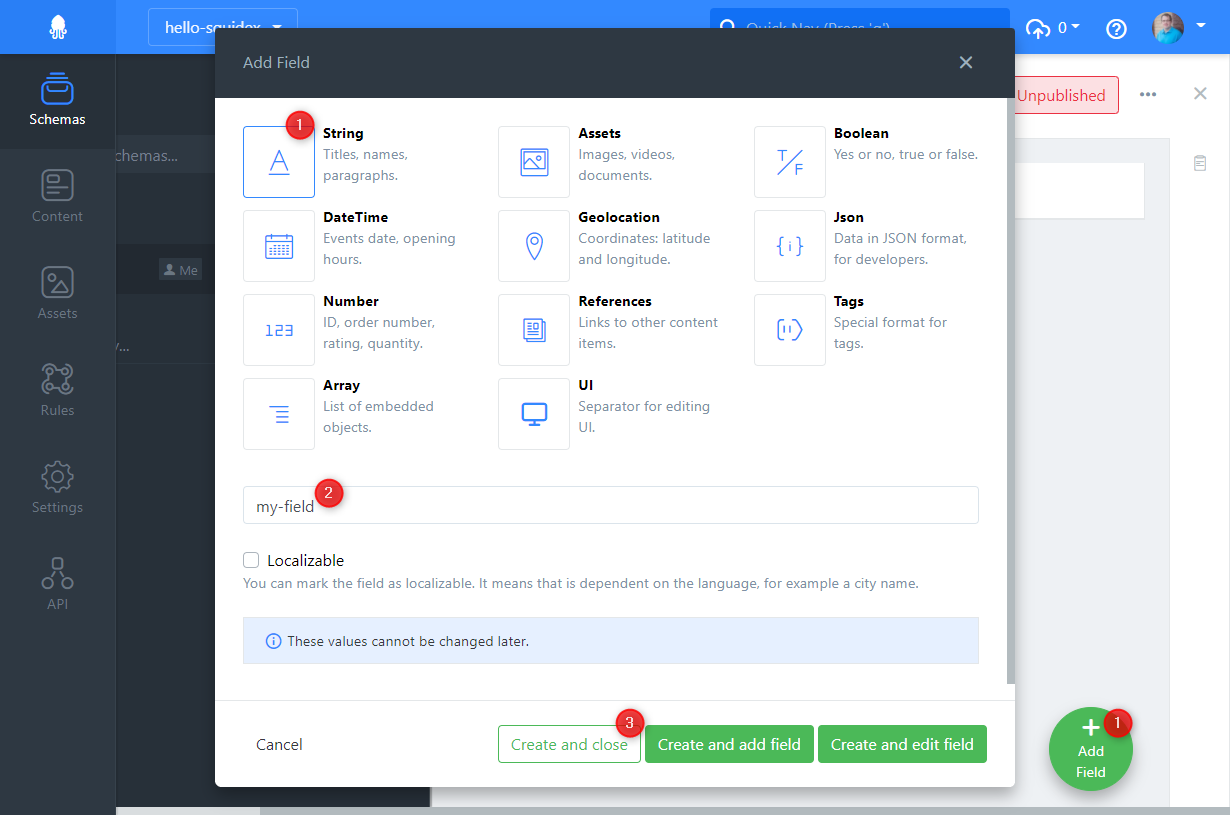 hello-squidex
Quick Nav (Press 'q')
0
Add Field
Unpublished
Schemas
Content
Assets
Rules
Settings
API
chemas...
Me
y...
1
String
Titles, names,
paragraphs.
Assets
Images, videos,
documents.
T/F
Boolean
Yes or no, true or false.
DateTime
Events date, opening
hours.
Geolocation
Coordinates: latitude
and longitude.
{i}
Json
Data in JSON format,
for developers.
123
Number
ID, order number,
rating, quantity.
References
Links to other content
items.
Tags
Special format for
tags.
Array
List of embedded
objects.
UI
Separator for editing
UI.
my-field
2
Localizable
You can mark the field as localizable. It means that is dependent on the language, for example a city name.
These values cannot be changed later.
Cancel
Create and close
3
Create and add field
Create and edit field
1
+
Add
Field